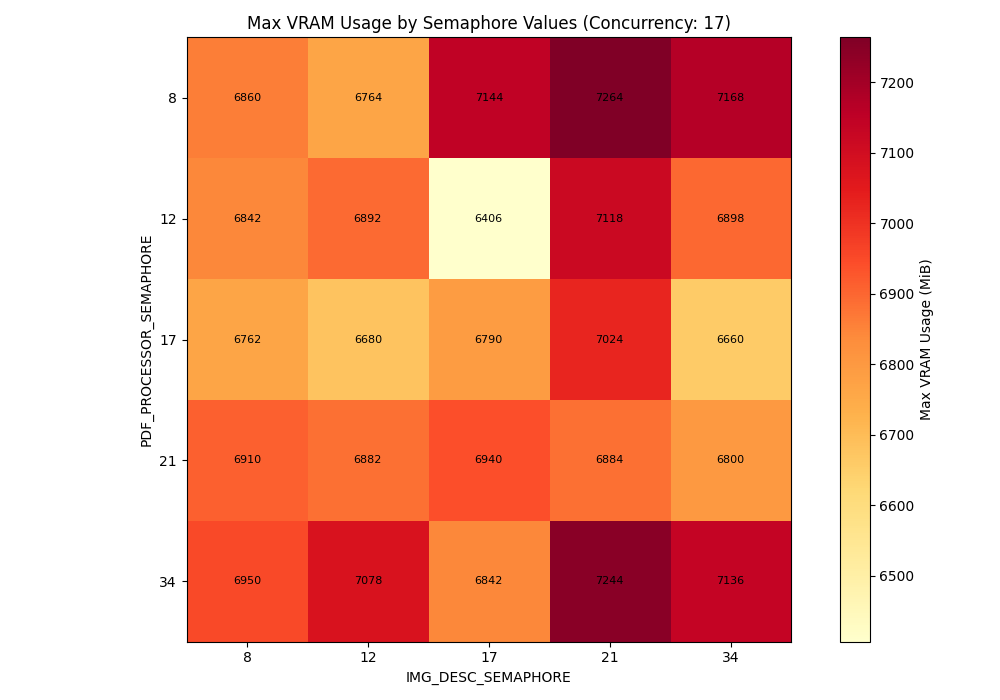 Max VRAM Usage by Semaphore Values (Concurrency: 17)
PDF_PROCESSOR_SEMAPHORE
8 6860 6764 7144 7264 7168
12 6842 6892 6406 7118 6898
17 6762 6680 6790 7024 6660
21 6910 6882 6940 6884 6800
34 6950 7078 6842 7244 7136
8 12 17 21 34
IMG_DESC_SEMAPHORE
7200
7100
7000
6900
6800
6700
6600
6500
Max VRAM Usage (MiB)